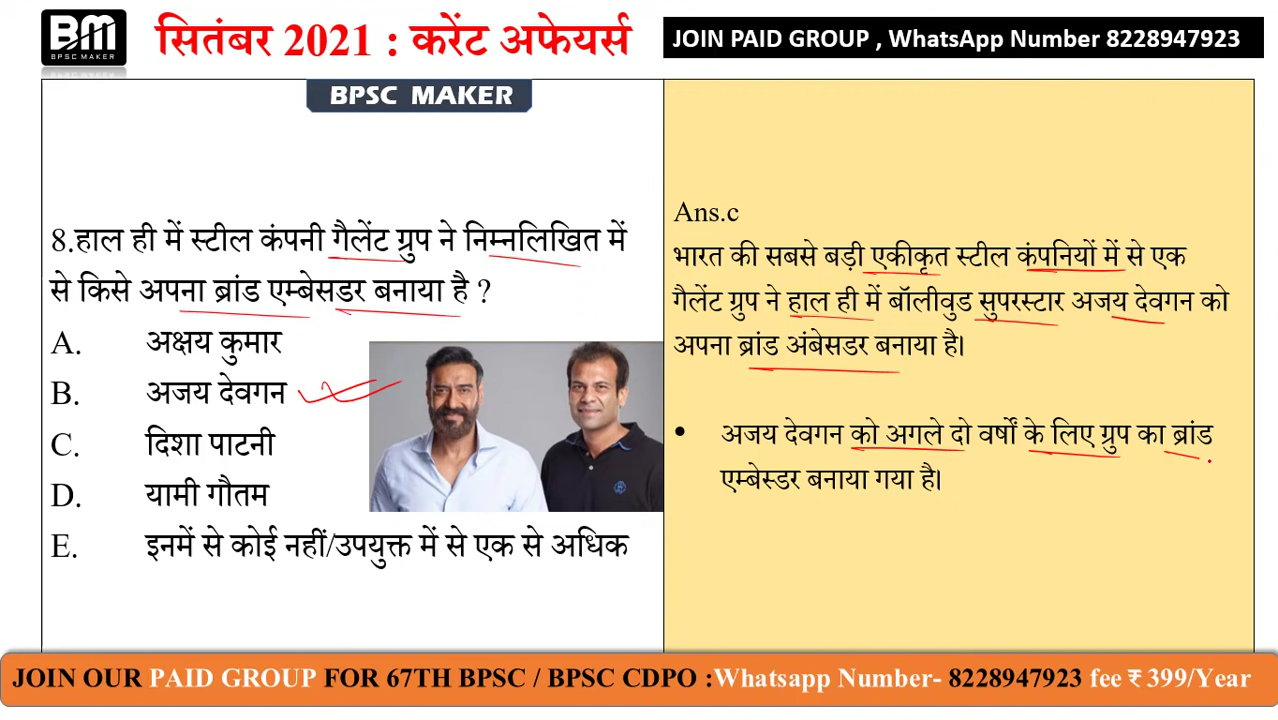 BM
BPSC MAKER
सितंबर 2021 : करेंट अफेयर्स
JOIN PAID GROUP , WhatsApp Number 8228947923
BPSC MAKER
8.हाल ही में स्टील कंपनी गैलेंट ग्रुप ने निम्नलिखित में
से किसे अपना ब्रांड एम्बेसडर बनाया है ?
A. अक्षय कुमार
B. अजय देवगन
C. दिशा पाटनी
D. यामी गौतम
E. इनमें से कोई नहीं/उपयुक्त में से एक से अधिक
Ans.c
भारत की सबसे बड़ी एकीकृत स्टील कंपनियों में से एक
गैलेंट ग्रुप ने हाल ही में बॉलीवुड सुपरस्टार अजय देवगन को
अपना ब्रांड अंबेसडर बनाया है।
• अजय देवगन को अगले दो वर्षों के लिए ग्रुप का ब्रांड
एम्बेस्डर बनाया गया है।
JOIN OUR PAID GROUP FOR 67TH BPSC / BPSC CDPO :Whatsapp Number- 8228947923 fee ₹ 399/Year